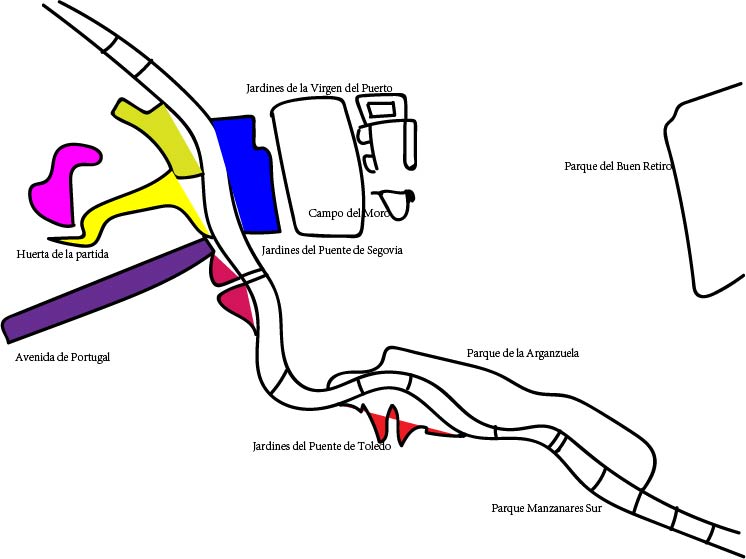 Jardines de la Virgen del Puerto
Parque del Buen Retiro
Campo del Moro
Huerta de la partida
Jardines del Puente de Segovia
Avenida de Portugal
Parque de la Arganzuela
Jardines del Puente de Toledo
Parque Manzanares Sur